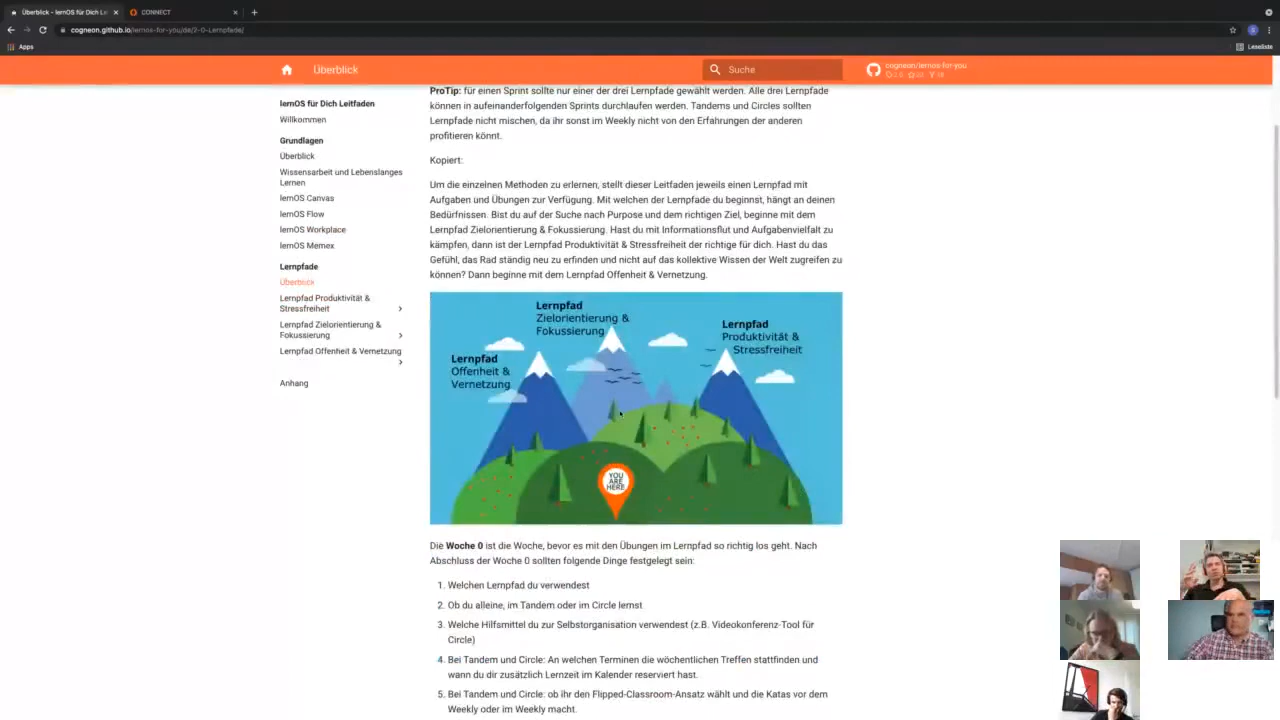 Überblick - lernOS für Dich Le
CONNECT
cogneon.github.io/lernos-for-you/de/2-0-Lernpfade/
Apps
Leseliste
Überblick
Suche
cogneon/lernos-for-you
lernOS für Dich Leitfaden
Willkommen
Grundlagen
Überblick
Wissensarbeit und Lebenslanges
Lernen
lernOS Canvas
lernOS Flow
lernOS Workplace
lernOS Memex
Lernpfade
Überblick
Lernpfad Produktivität &
Stressfreiheit
Lernpfad Zielorientierung &
Fokussierung
Lernpfad Offenheit & Vernetzung
Anhang
ProTip: für einen Sprint sollte nur einer der drei Lernpfade gewählt werden. Alle drei Lernpfade
können in aufeinanderfolgenden Sprints durchlaufen werden. Tandems und Circles sollten
Lernpfade nicht mischen, da ihr sonst im Weekly nicht von den Erfahrungen der anderen
profitieren könnt.
Kopiert:
Um die einzelnen Methoden zu erlernen, stellt dieser Leitfaden jeweils einen Lernpfad mit
Aufgaben und Übungen zur Verfügung. Mit welchen der Lernpfade du beginnst, hängt an deinen
Bedürfnissen. Bist du auf der Suche nach Purpose und dem richtigen Ziel, beginne mit dem
Lernpfad Zielorientierung & Fokussierung. Hast du mit Informationsflut und Aufgabenvielfalt zu
kämpfen, dann ist der Lernpfad Produktivität & Stressfreiheit der richtige für dich. Hast du das
Gefühl, das Rad ständig neu zu erfinden und nicht auf das kollektive Wissen der Welt zugreifen zu
können? Dann beginne mit dem Lernpfad Offenheit & Vernetzung.
Lernpfad
Zielorientierung &
Fokussierung
Lernpfad
Produktivität &
Stressfreiheit
Lernpfad
Offenheit &
Vernetzung
YOU
ARE
HERE
Die Woche 0 ist die Woche, bevor es mit den Übungen im Lernpfad so richtig los geht. Nach
Abschluss der Woche 0 sollten folgende Dinge festgelegt sein:
1. Welchen Lernpfad du verwendest
2. Ob du alleine, im Tandem oder im Circle lernst
3. Welche Hilfsmittel du zur Selbstorganisation verwendest (z.B. Videokonferenz-Tool für
Circle)
4. Bei Tandem und Circle: An welchen Terminen die wöchentlichen Treffen stattfinden und
wann du dir zusätzlich Lernzeit im Kalender reserviert hast.
5. Bei Tandem und Circle: ob ihr den Flipped-Classroom-Ansatz wählt und die Katas vor dem
Weekly oder im Weekly macht.